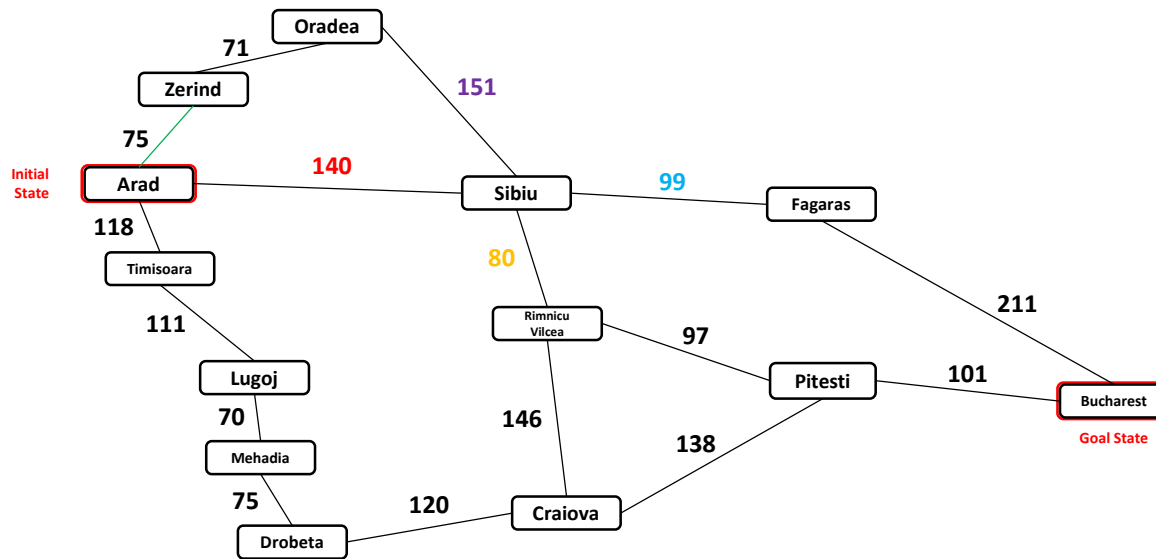 Oradea
71
Zerind
151
75
Initial
State
Arad
140
Sibiu
99
Fagaras
118
Timisoara
80
111
Rimnicu
Vilcea
97
211
Lugoj
Pitesti
101
Bucharest
70
146
138
Goal State
Mehadia
75
120
Craiova
Drobeta